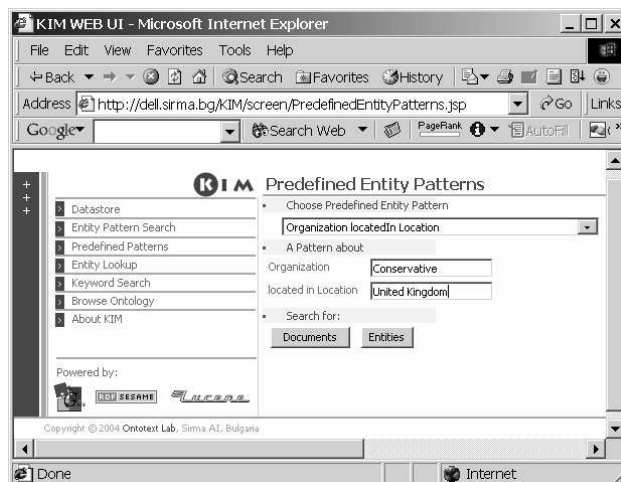 KIM WEB UI - Microsoft Internet Explorer
File Edit View Favorites Tools Help
Back Search Favorites History
Address http://dell.sirma.bg/KIM/screen/PredefinedEntityPatterns.jsp Go Links
Google Search Web PageRank AutoFill
KIM Predefined Entity Patterns
Choose Predefined Entity Pattern
Organization locatedIn Location
A Pattern about
Organization Conservative
located in Location United Kingdom
Search for:
Documents Entities
Datastore
Entity Pattern Search
Predefined Patterns
Entity Lookup
Keyword Search
Browse Ontology
About KIM
Powered by:
RDF SESAME Lucene
Copyright © 2004 Ontotext Lab, Sirma AI, Bulgaria
Done Internet